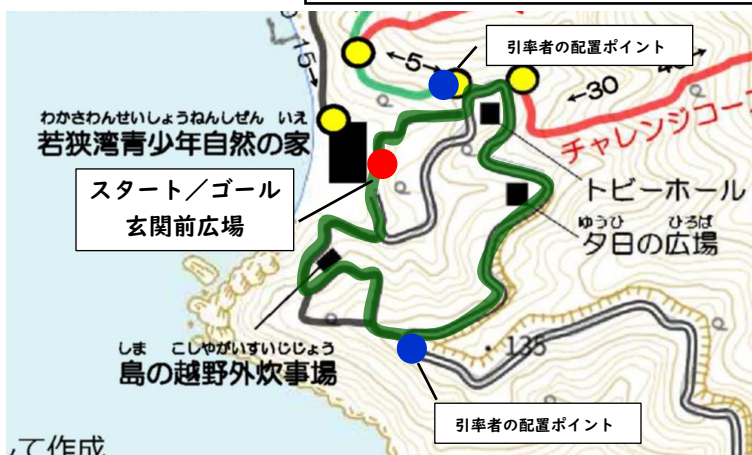 引率者の配置ポイント
15→
←5→
40→
←30
チャレンジコー
わかさわんせいしょうねんしぜん いえ
若狭湾青少年自然の家
スタート／ゴール
玄関前広場
トビーホール
ゆうひ ひろば
夕日の広場
しま こしやがいすいじじょう
島の越野外炊事場
・135
引率者の配置ポイント
て作成